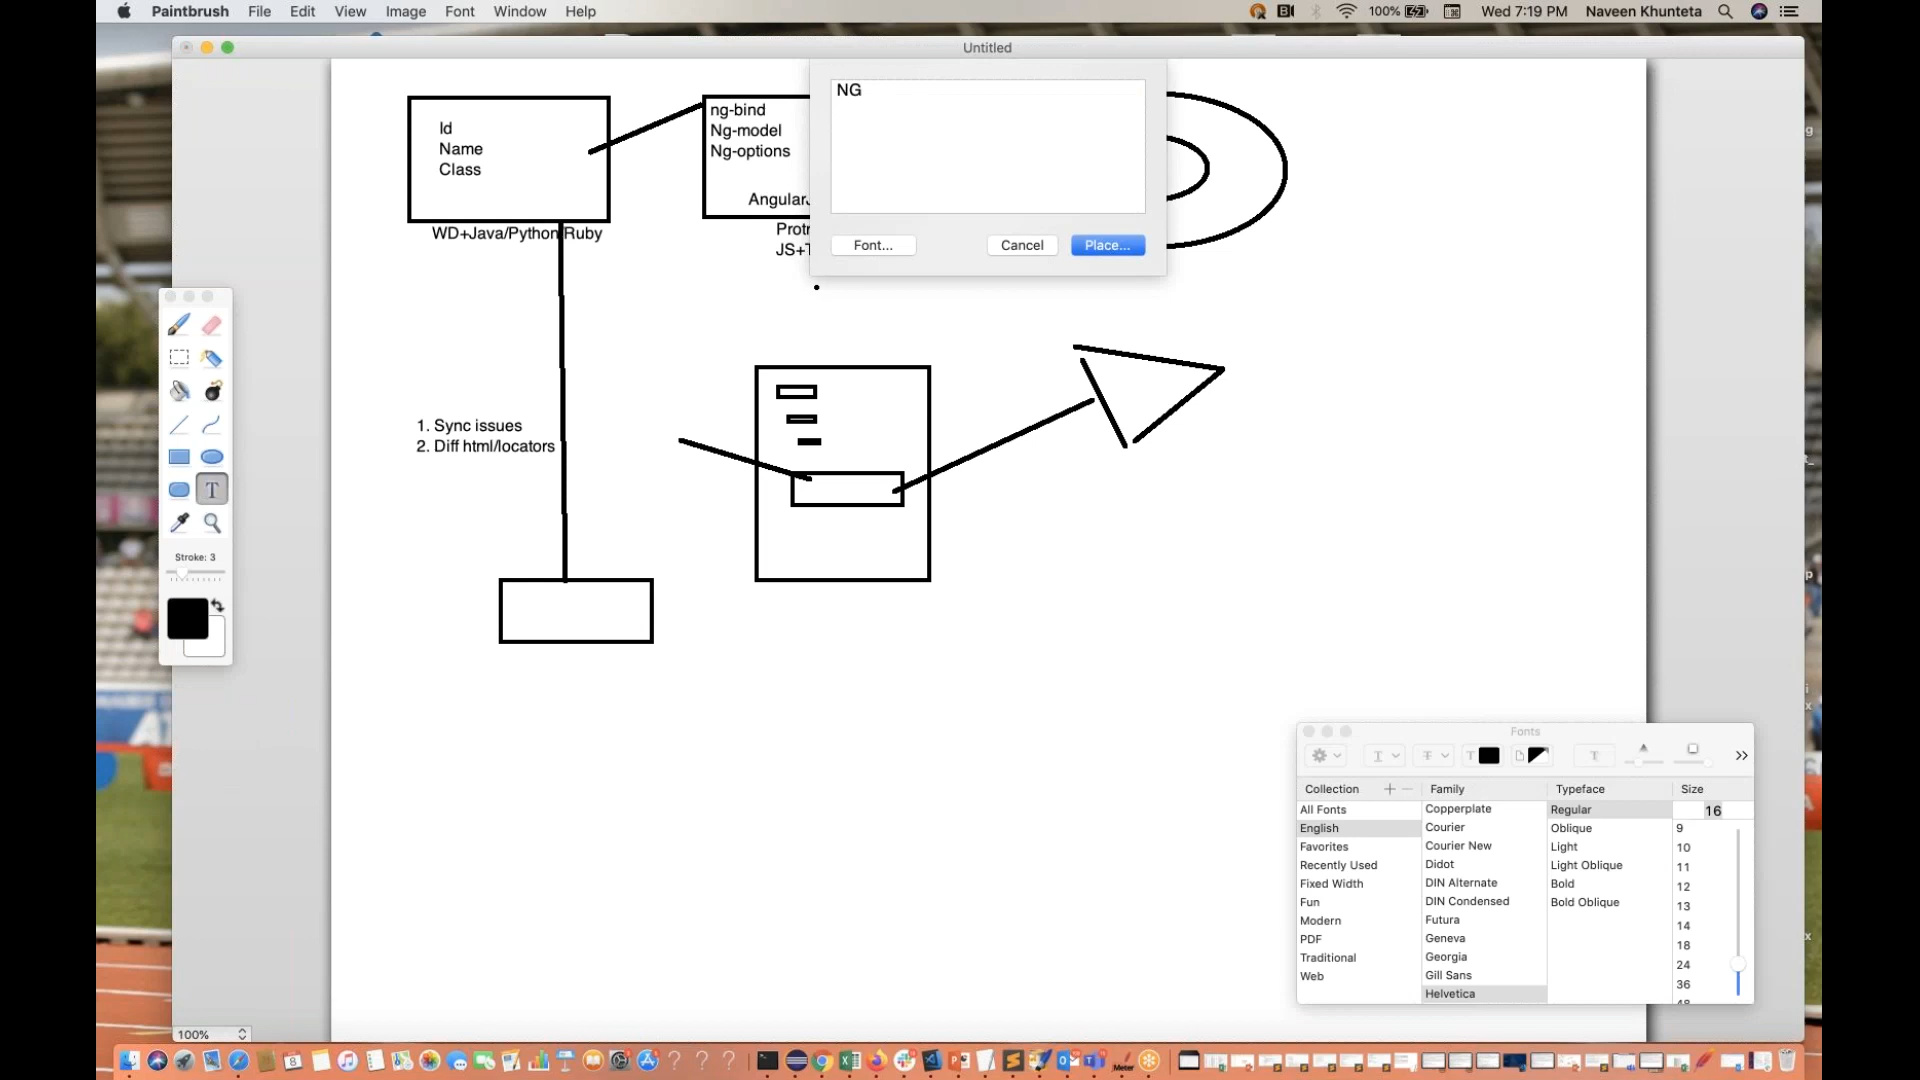 Paintbrush File Edit View Image Font Window Help
100% Wed 7:19 PM Naveen Khunteta
Untitled
NG
Font... Cancel Place...
Id
Name
Class
WD+Java/Python/Ruby
ng-bind
Ng-model
Ng-options
Angular
Prot
JS+T
1. Sync issues
2. Diff html/locators
Stroke: 3
T
Fonts
Collection Family Typeface Size
All Fonts Copperplate Regular 16
English Courier Oblique 9
Favorites Courier New Light 10
Recently Used Didot Light Oblique 11
Fixed Width DIN Alternate Bold 12
Fun DIN Condensed Bold Oblique 13
Modern Futura 14
PDF Geneva 18
Traditional Georgia 24
Web Gill Sans 36
Helvetica 48
100%